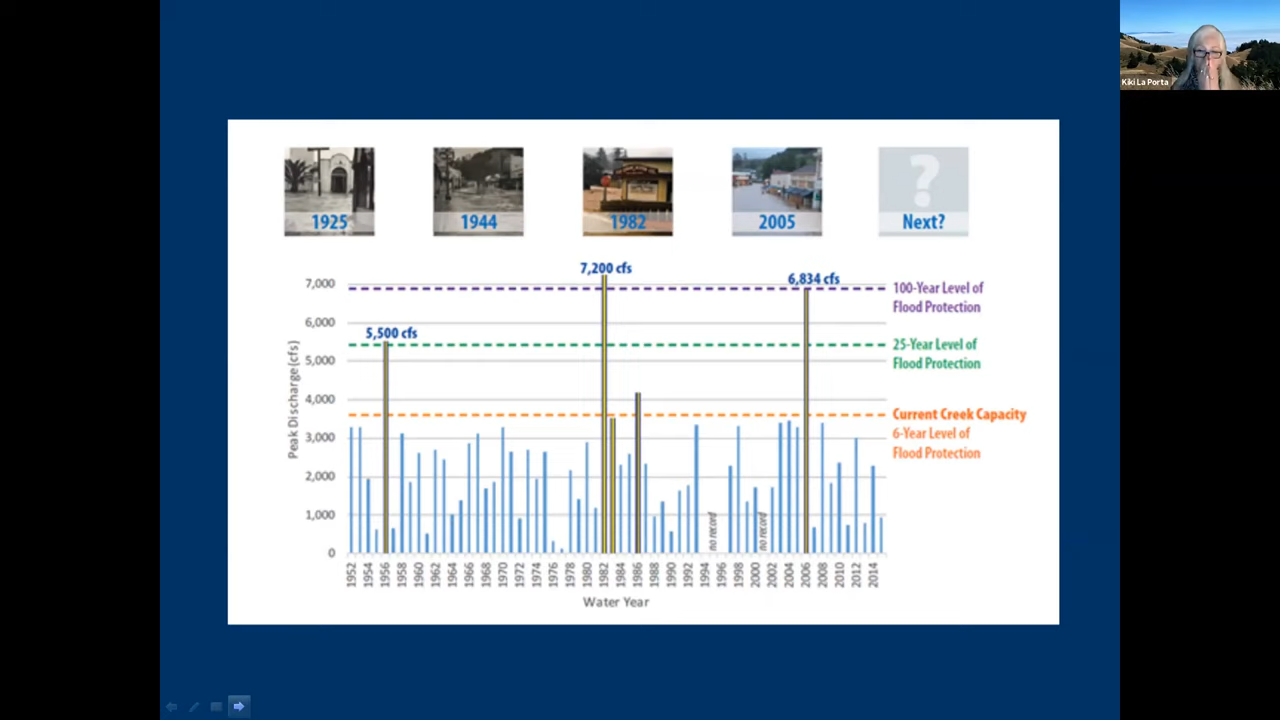 Kiki La Porta
1925
1944
1982
2005
?
Next?
7,200 cfs
6,834 cfs
5,500 cfs
7,000
6,000
5,000
4,000
3,000
2,000
1,000
0
Peak Discharge(cfs)
100-Year Level of
Flood Protection
25-Year Level of
Flood Protection
Current Creek Capacity
6-Year Level of
Flood Protection
no record
no record
1952 1954 1956 1958 1960 1962 1964 1966 1968 1970 1972 1974 1976 1978 1980 1982 1984 1986 1988 1990 1992 1994 1996 1998 2000 2002 2004 2006 2008 2010 2012 2014
Water Year